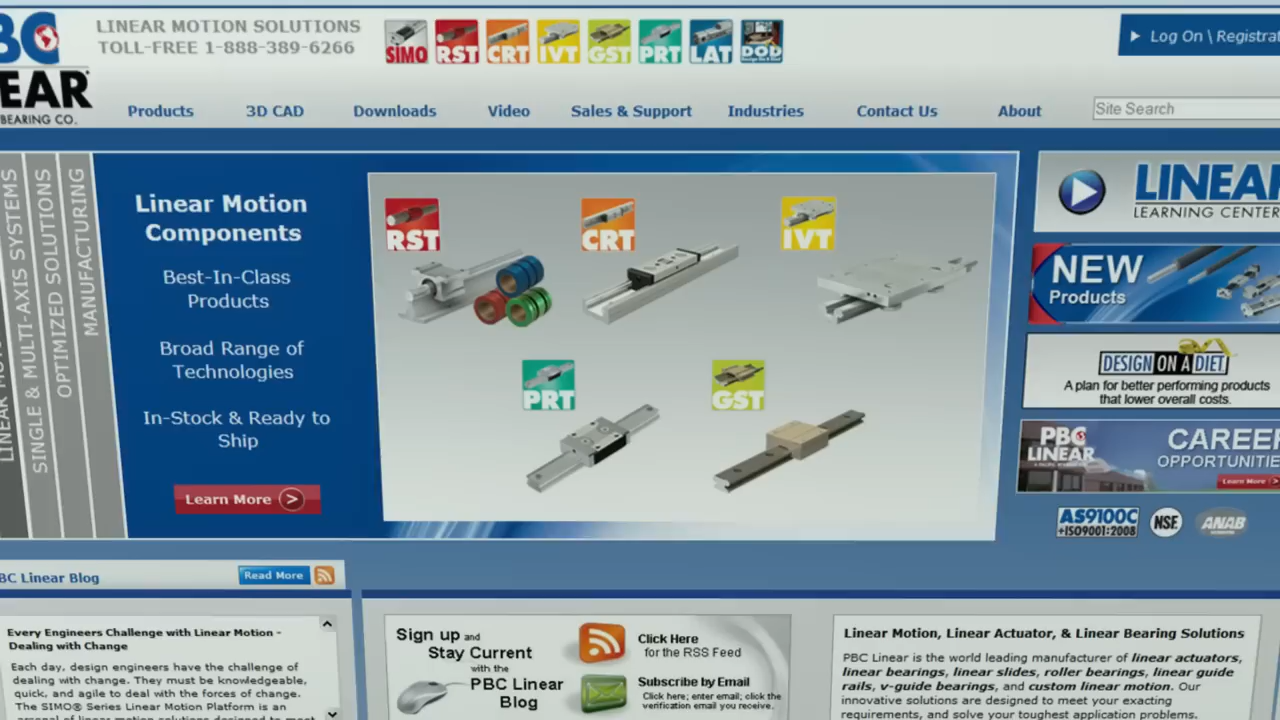 BC
LINEAR MOTION SOLUTIONS
TOLL-FREE 1-888-389-6266
SIMO RST CRT IVT GST PRT LAT DOD
Log On \ Registrat
EAR
BEARING CO.
Products 3D CAD Downloads Video Sales & Support Industries Contact Us About
Site Search
SINGLE & MULTI-AXIS SYSTEMS
OPTIMIZED SOLUTIONS
MANUFACTURING
Linear Motion
Components
Best-In-Class
Products
Broad Range of
Technologies
In-Stock & Ready to
Ship
Learn More >
RST
CRT
IVT
PRT
GST
LINEAR
LEARNING CENTER
NEW
Products
DESIGN ON A DIET
A plan for better performing products
that lower overall costs.
PBC
LINEAR
CAREER
OPPORTUNITIE
Learn More >
AS9100C
+ISO9001:2008
NSF
ANAB
BC Linear Blog
Read More
Every Engineers Challenge with Linear Motion -
Dealing with Change
Each day, design engineers have the challenge of
dealing with change. They must be knowledgeable,
quick, and agile to deal with the forces of change.
The SIMO® Series Linear Motion Platform is an
arsenal of linear motion solutions designed to meet
Sign up and
Stay Current
with the
PBC Linear
Blog
Click Here
for the RSS Feed
Subscribe by Email
Click here; enter email; click the
verification email you receive.
Linear Motion, Linear Actuator, & Linear Bearing Solutions
PBC Linear is the world leading manufacturer of linear actuators,
linear bearings, linear slides, roller bearings, linear guide
rails, v-guide bearings, and custom linear motion. Our
innovative solutions are designed to meet your exacting
requirements, and solve your toughest application problems.